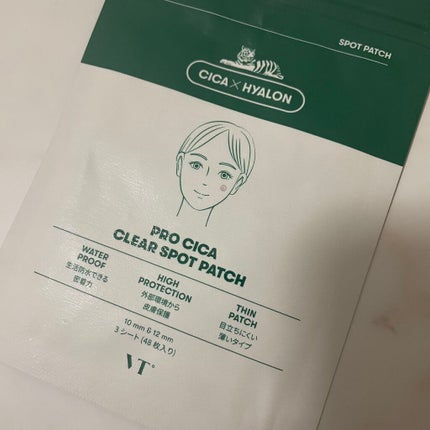 SPOT PATCH
CICA×HYALON
PRO CICA
CLEAR SPOT PATCH
WATER
PROOF
生活防水できる
密着力
HIGH
PROTECTION
外部環境から
皮膚保護
THIN
PATCH
目立ちにくい
薄いタイプ
10 mm & 12 mm
3 シート (48 枚入り)
VT